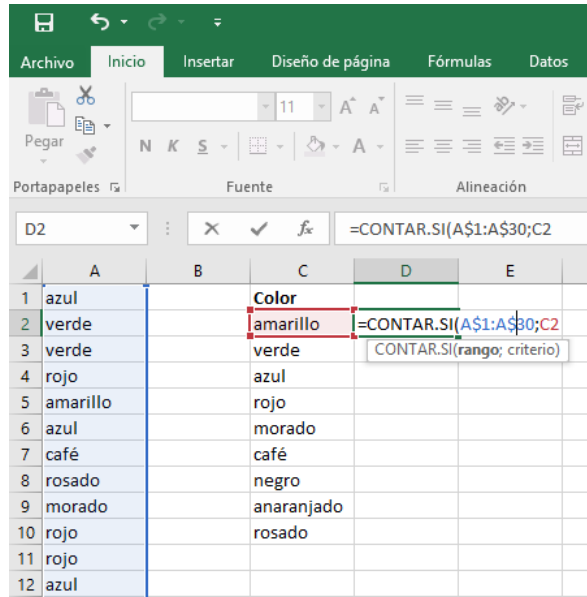 Archivo Inicio Insertar Diseño de página Fórmulas Datos
Pegar
11 A A
N K S A
Portapapeles Fuente Alineación
D2 fx =CONTAR.SI(A$1:A$30;C2
A B C D E
1 azul Color
2 verde amarillo =CONTAR.SI(A$1:A$30;C2
3 verde verde CONTAR.SI(rango; criterio)
4 rojo azul
5 amarillo rojo
6 azul morado
7 café café
8 rosado negro
9 morado anaranjado
10 rojo rosado
11 rojo
12 azul